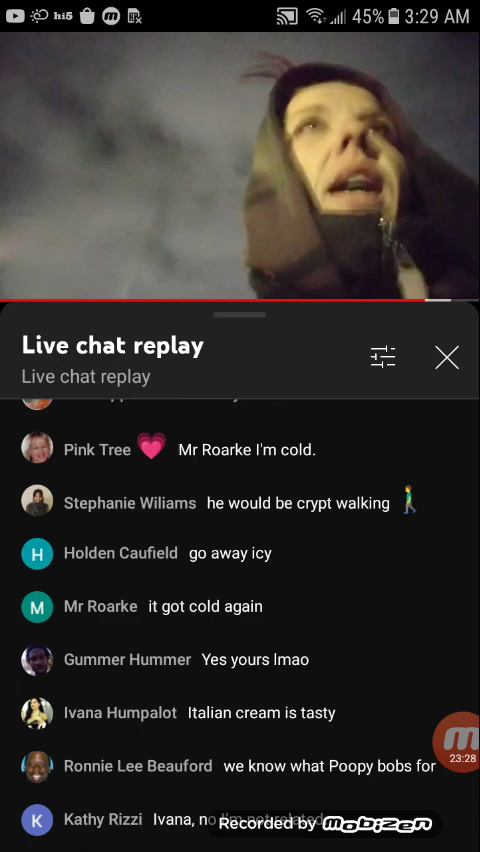 hi5
45% 3:29 AM
Live chat replay
Live chat replay
Pink Tree Mr Roarke I'm cold.
Stephanie Wiliams he would be crypt walking
H Holden Caufield go away icy
M Mr Roarke it got cold again
Gummer Hummer Yes yours lmao
Ivana Humpalot Italian cream is tasty
23:28
Ronnie Lee Beauford we know what Poopy bobs for
K Kathy Rizzi Ivana, no I'm not related
Recorded by Mobizen